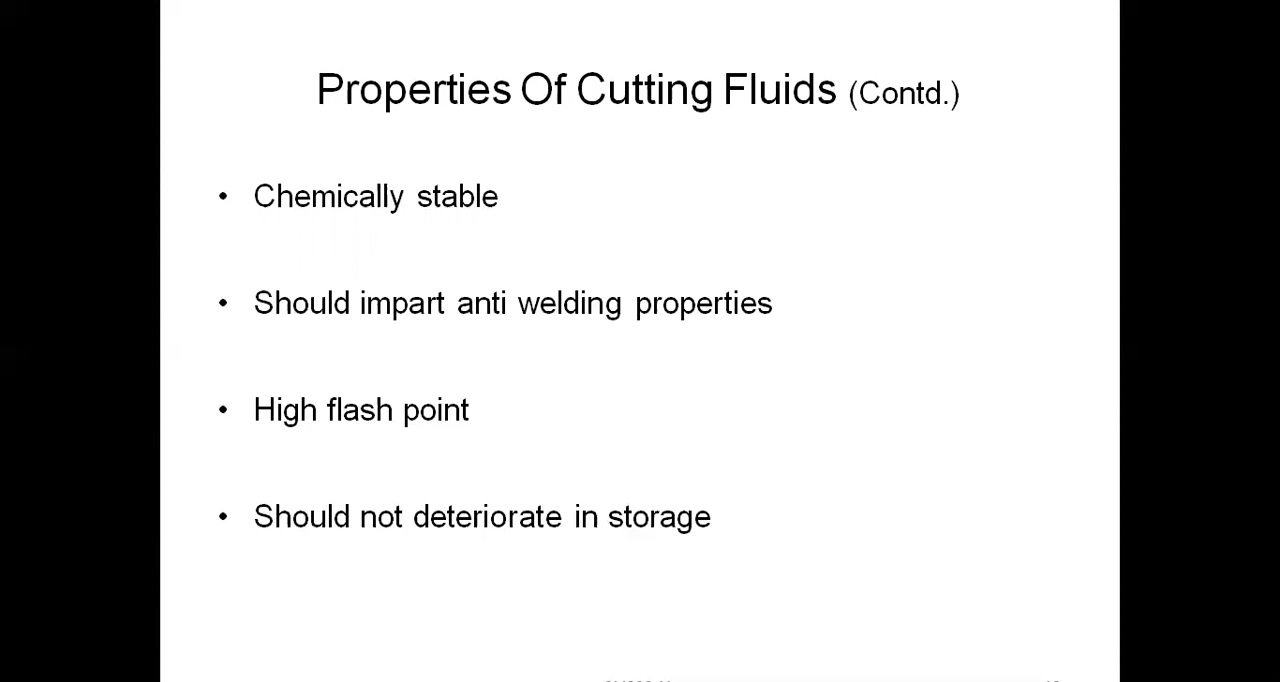 Properties Of Cutting Fluids (Contd.)
• Chemically stable
• Should impart anti welding properties
• High flash point
• Should not deteriorate in storage